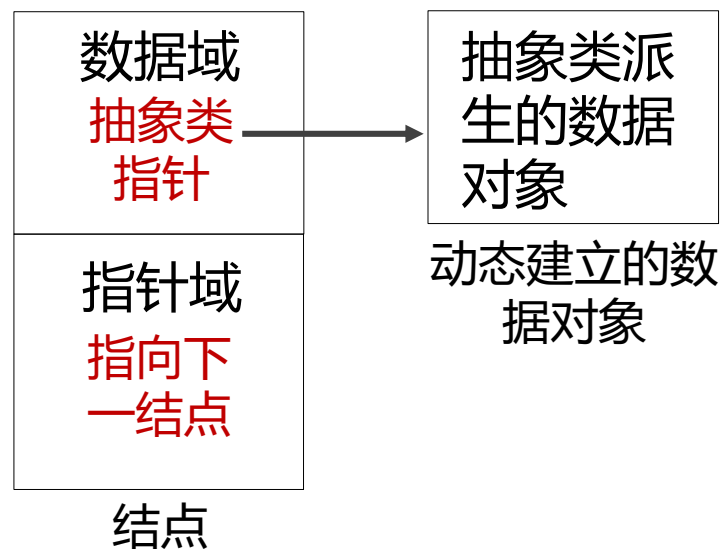 数据域
抽象类
指针
指针域
指向下
一结点
结点
抽象类派
生的数据
对象
动态建立的数
据对象